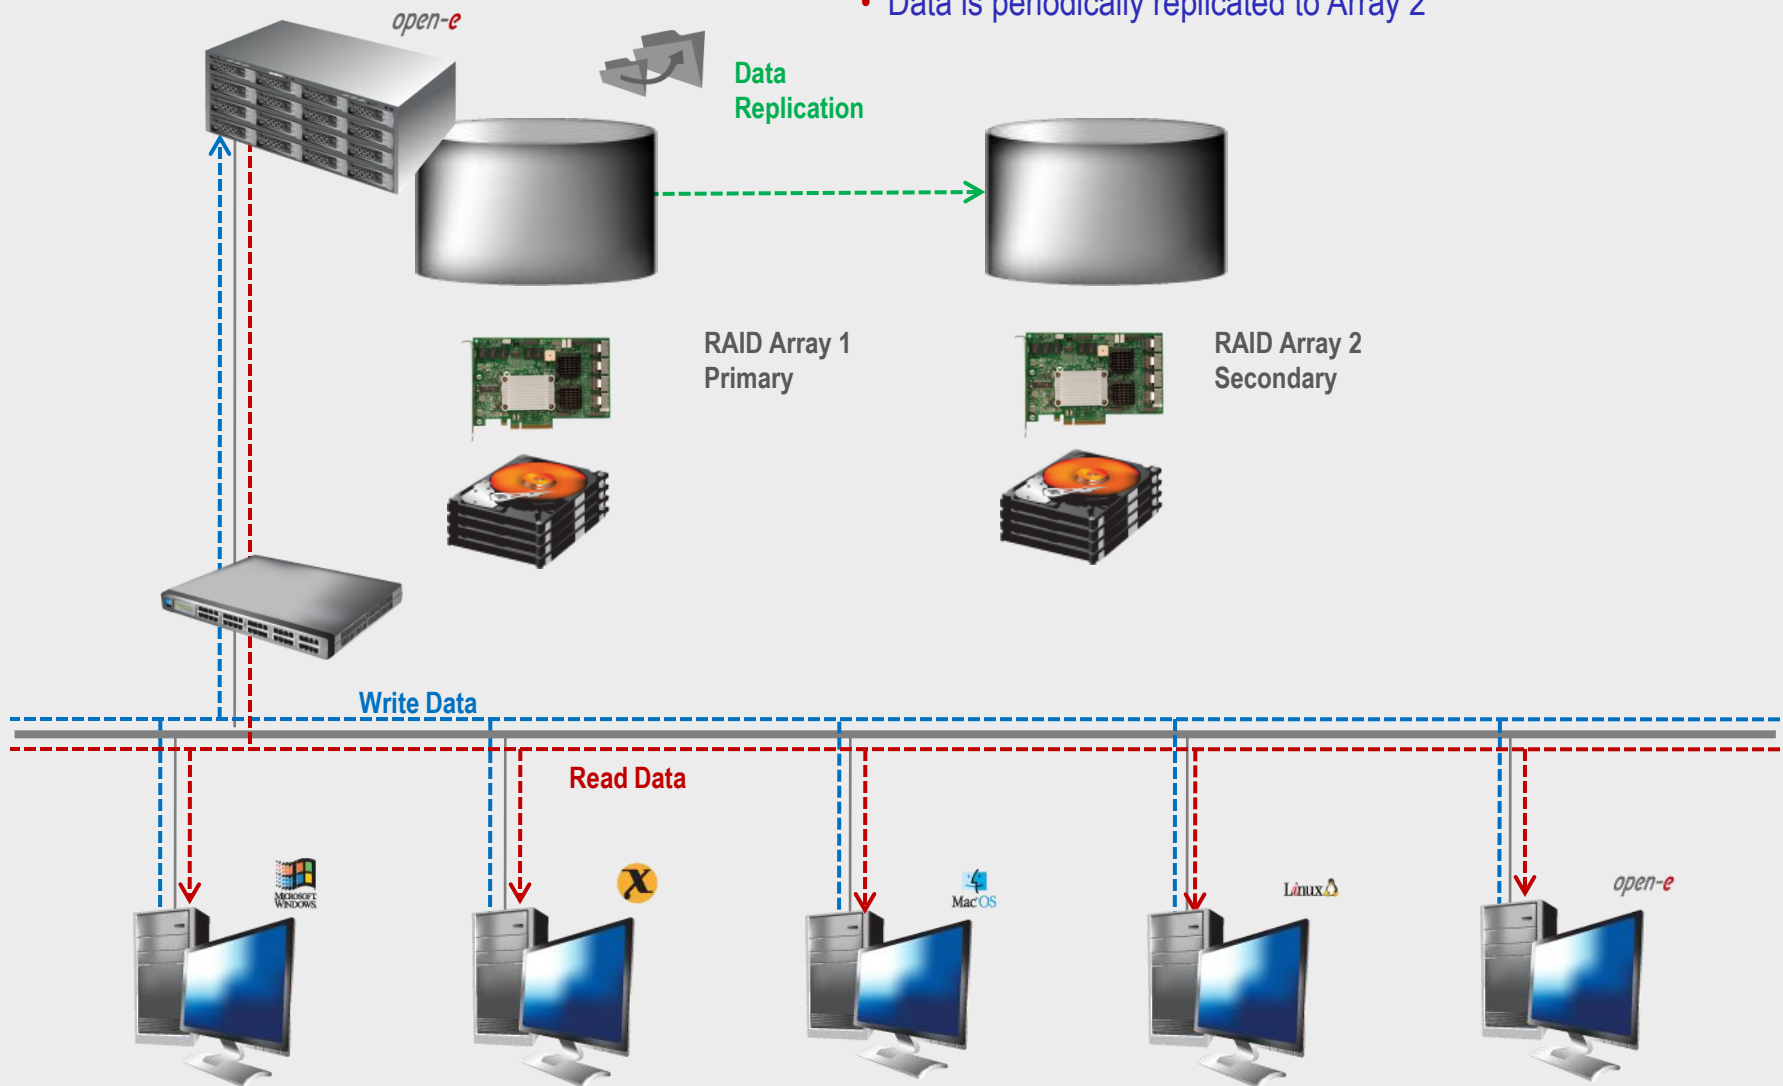 • Data is periodically replicated to Array 2
open-e
Data
Replication
RAID Array 1
Primary
RAID Array 2
Secondary
Write Data
Read Data
MICROSOFT
WINDOWS
X
Mac OS
Linux
open-e